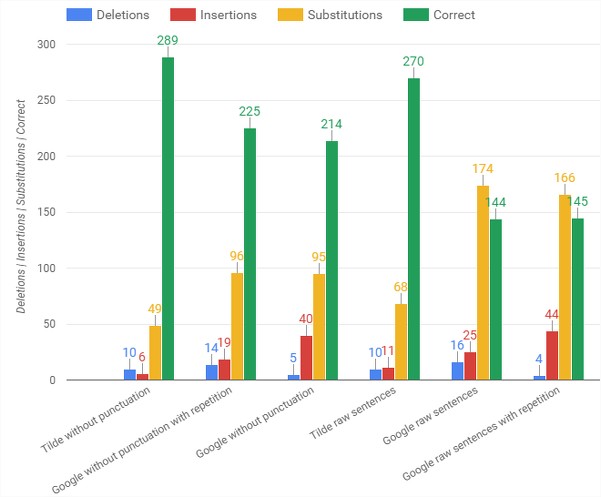 Deletions Insertions Substitutions Correct
300
250
200
150
100
50
0
Deletions | Insertions | Substitutions | Correct
10 6 49 289
14 19 96 225
5 40 95 214
10 11 68 270
16 25 174 144
4 44 166 145
Tilde without punctuation
Google without punctuation with repetition
Google without punctuation
Tilde raw sentences
Google raw sentences
Google raw sentences with repetition